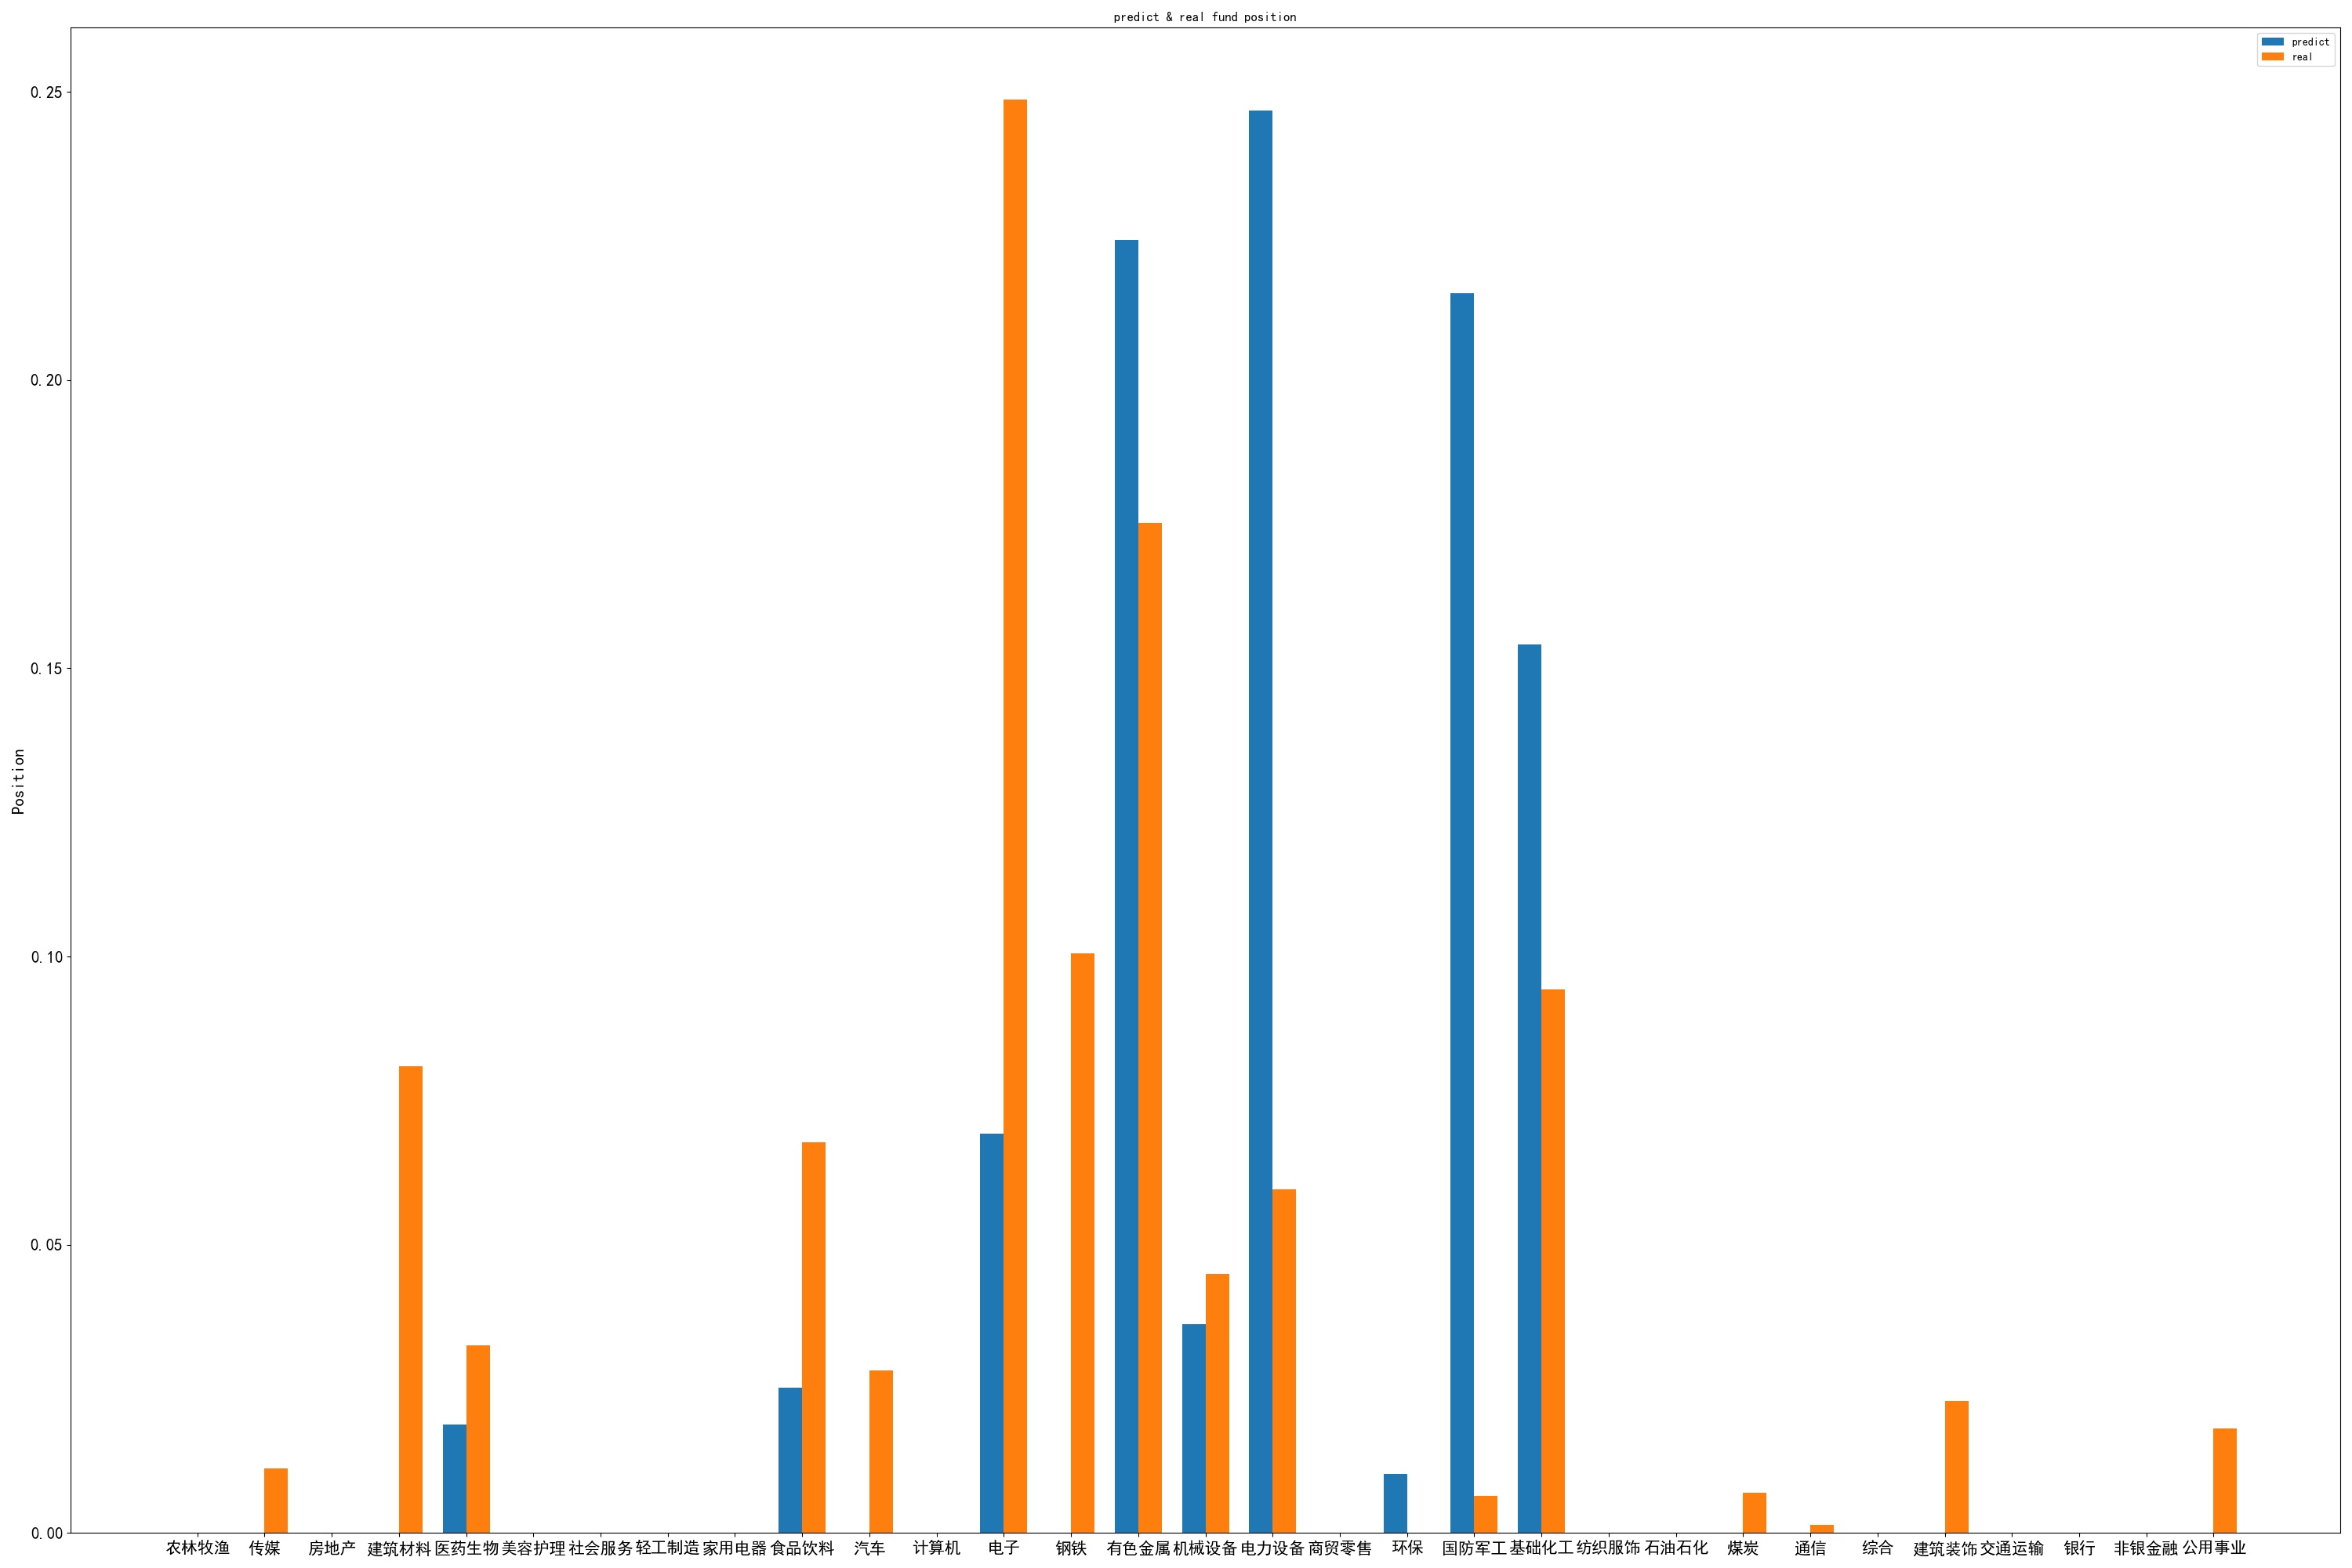 predict & real fund position
predict
real
0.25
0.20
0.15
0.10
0.05
0.00
Position
农林牧渔 传媒 房地产 建筑材料 医药生物 美容护理 社会服务 轻工制造 家用电器 食品饮料 汽车 计算机 电子 钢铁 有色金属 机械设备 电力设备 商贸零售 环保 国防军工 基础化工 纺织服饰 石油石化 煤炭 通信 综合 建筑装饰 交通运输 银行 非银金融 公用事业